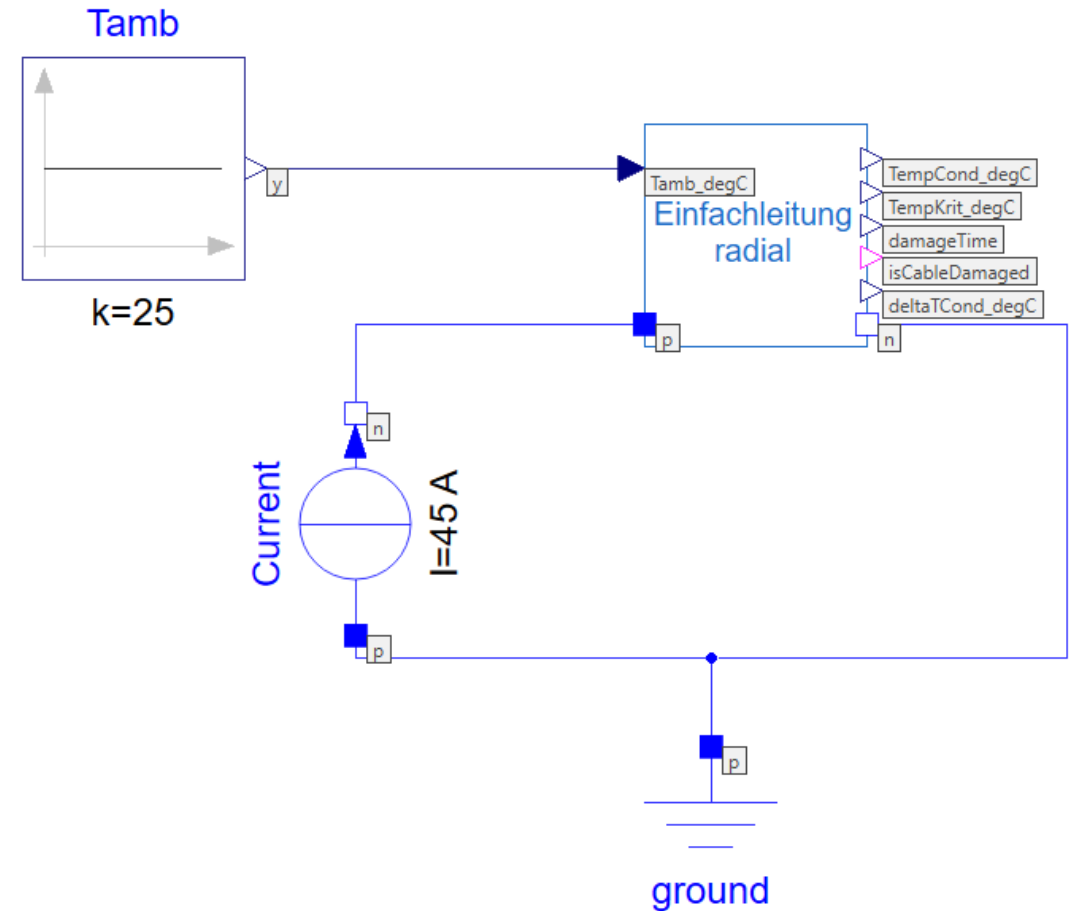 Tamb
y
k=25
Tamb_degC
Einfachleitung
radial
TempCond_degC
TempKrit_degC
damageTime
isCableDamaged
deltaTCond_degC
p
n
n
Current
I=45 A
p
p
ground